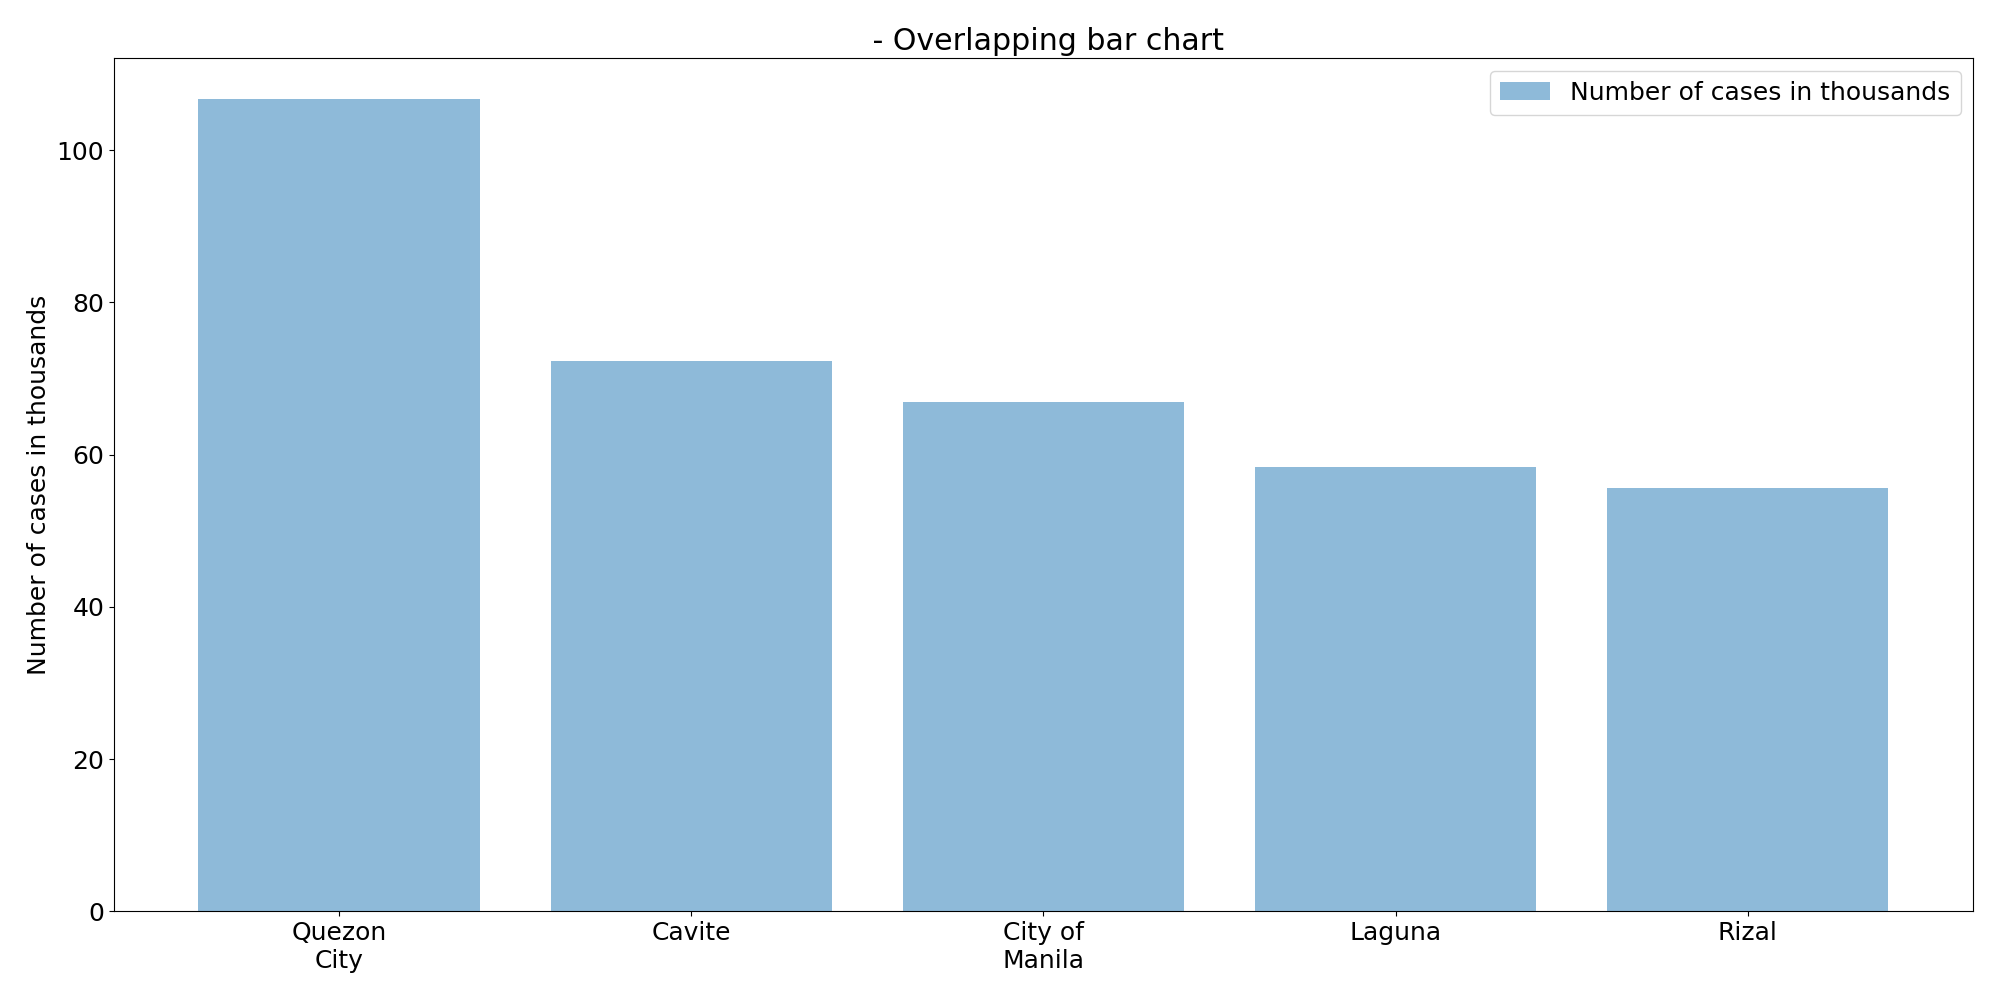 - Overlapping bar chart
Number of cases in thousands
Number of cases in thousands
100
80
60
40
20
0
Quezon
City
Cavite
City of
Manila
Laguna
Rizal